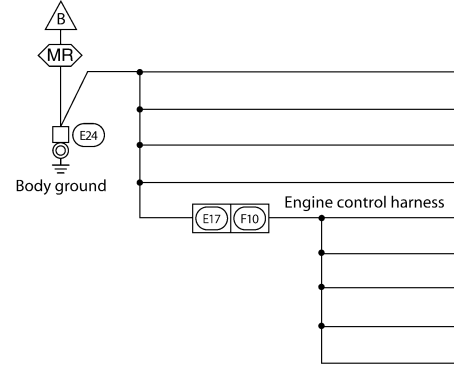 B
MR
E24
Body ground
Engine control harness
E17 F10